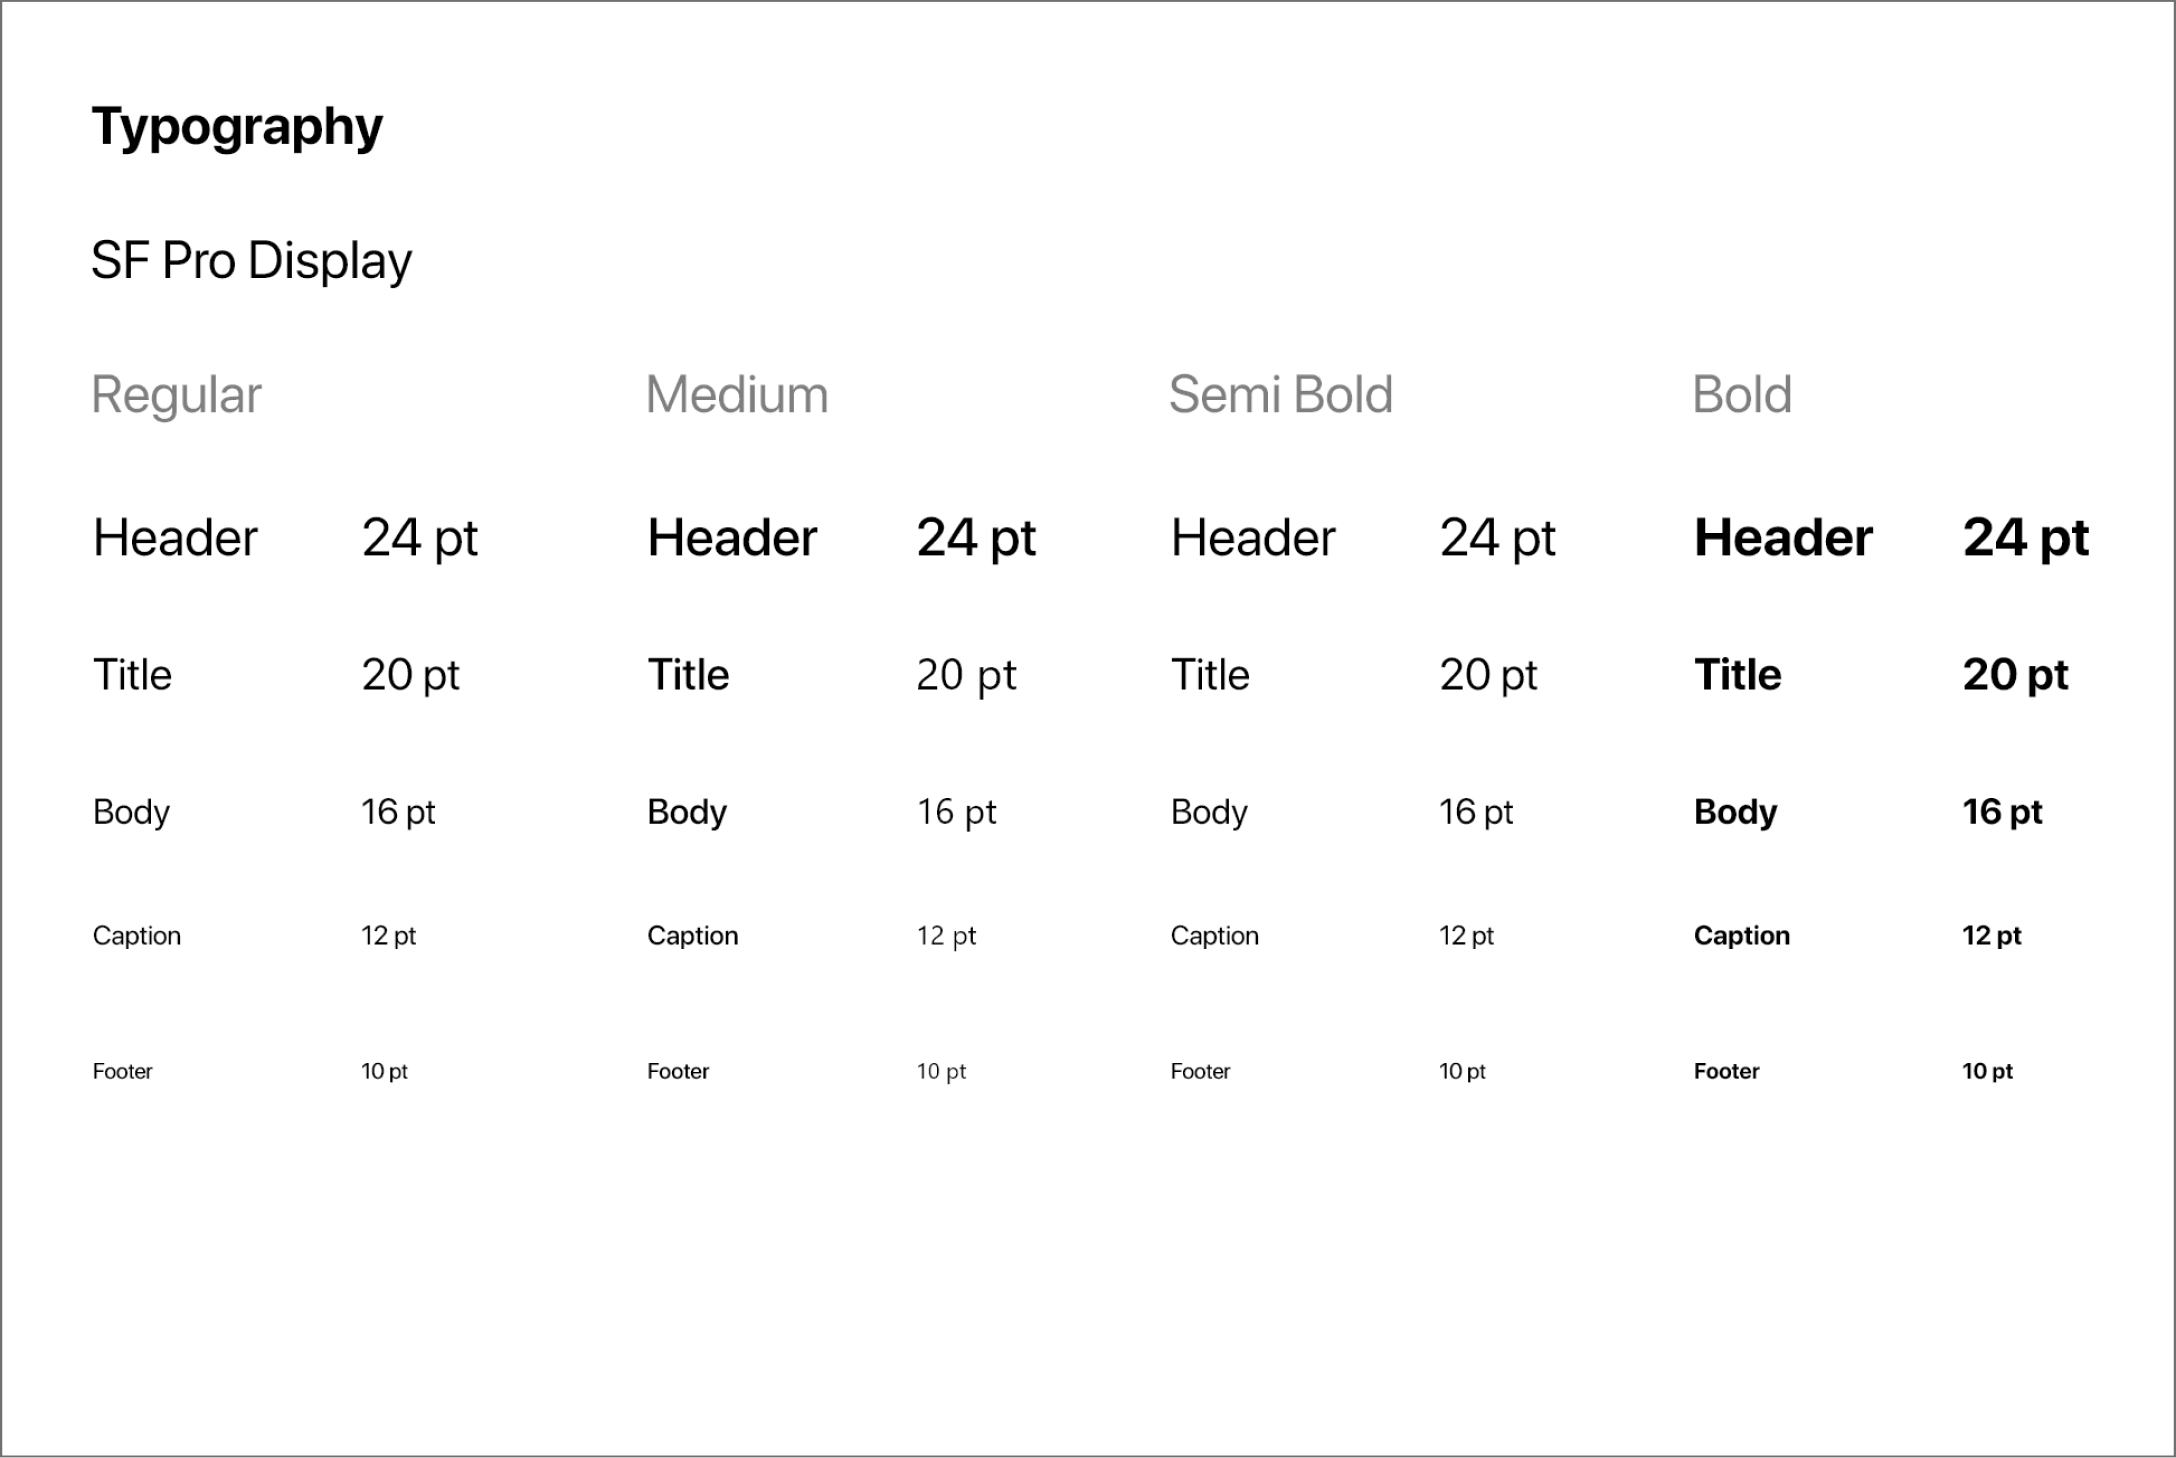 Typography
SF Pro Display
Regular Medium Semi Bold Bold
Header 24 pt Header 24 pt Header 24 pt Header 24 pt
Title 20 pt Title 20 pt Title 20 pt Title 20 pt
Body 16 pt Body 16 pt Body 16 pt Body 16 pt
Caption 12 pt Caption 12 pt Caption 12 pt Caption 12 pt
Footer 10 pt Footer 10 pt Footer 10 pt Footer 10 pt